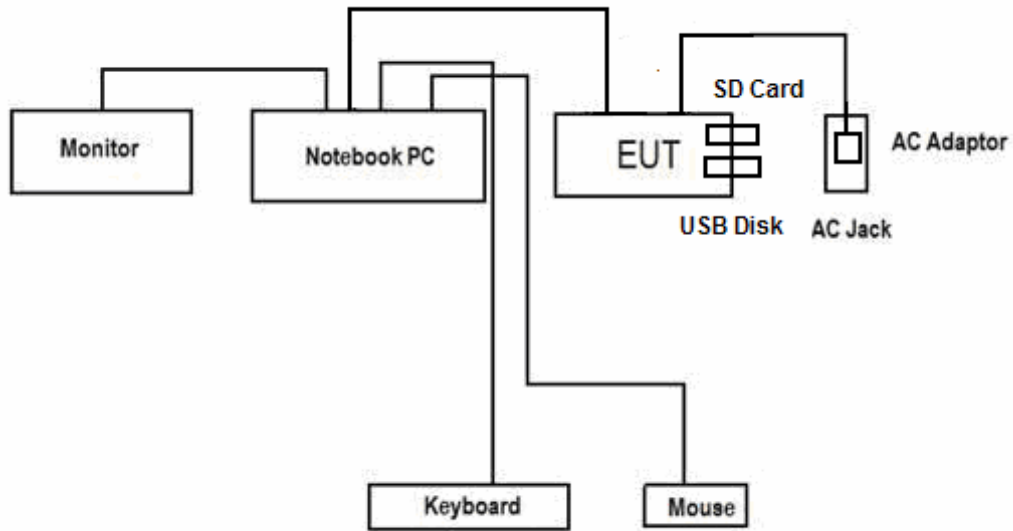 SD Card
Monitor
Notebook PC
EUT
AC Adaptor
USB Disk
AC Jack
Keyboard
Mouse